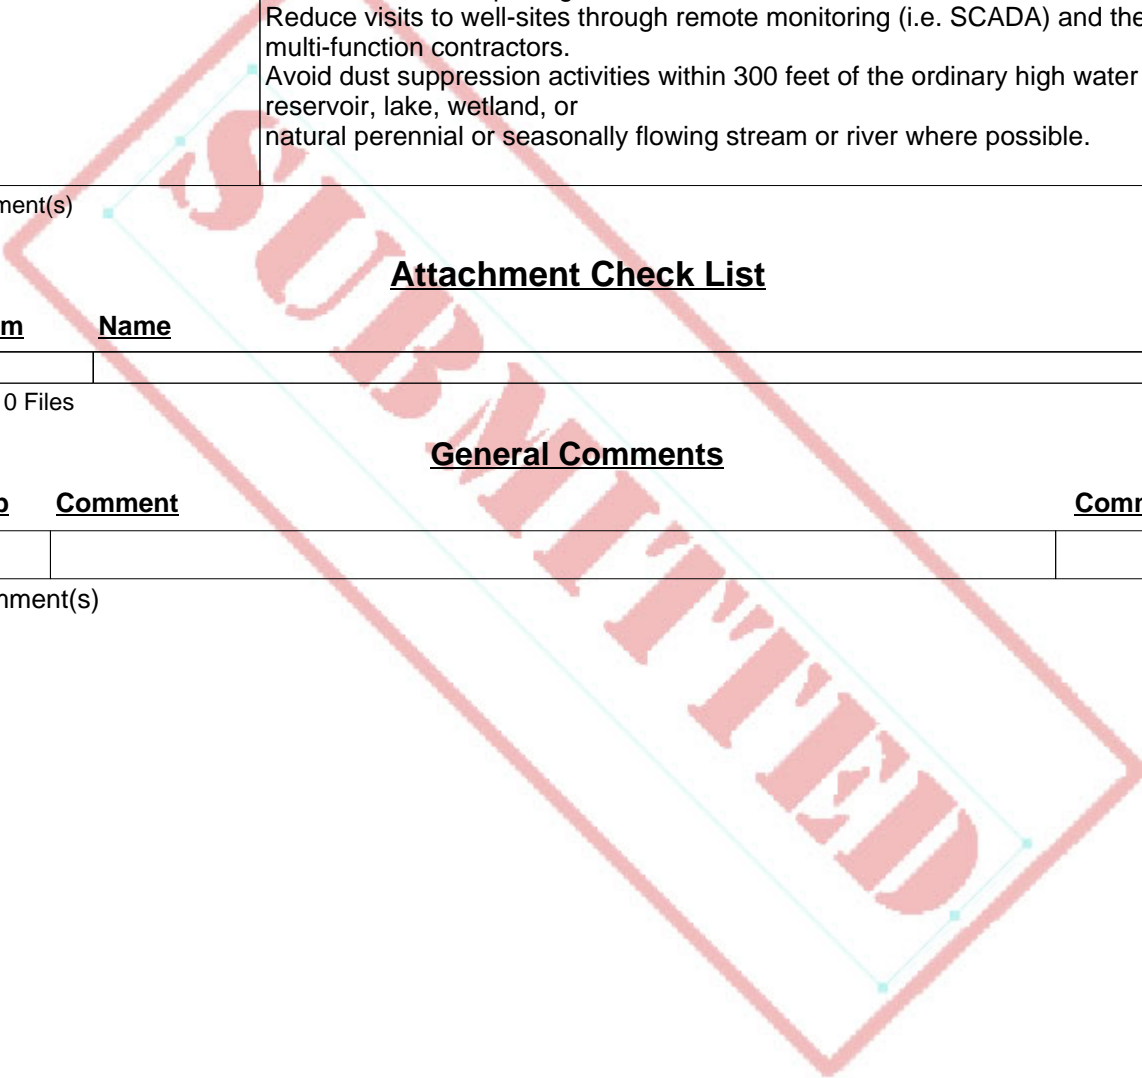 Reduce visits to well-sites through remote monitoring (i.e. SCADA) and the
multi-function contractors.
Avoid dust suppression activities within 300 feet of the ordinary high water
reservoir, lake, wetland, or
natural perennial or seasonally flowing stream or river where possible.
ment(s)
Attachment Check List
m Name
0 Files
General Comments
Comment Comm
mment(s)
SUBMITTED